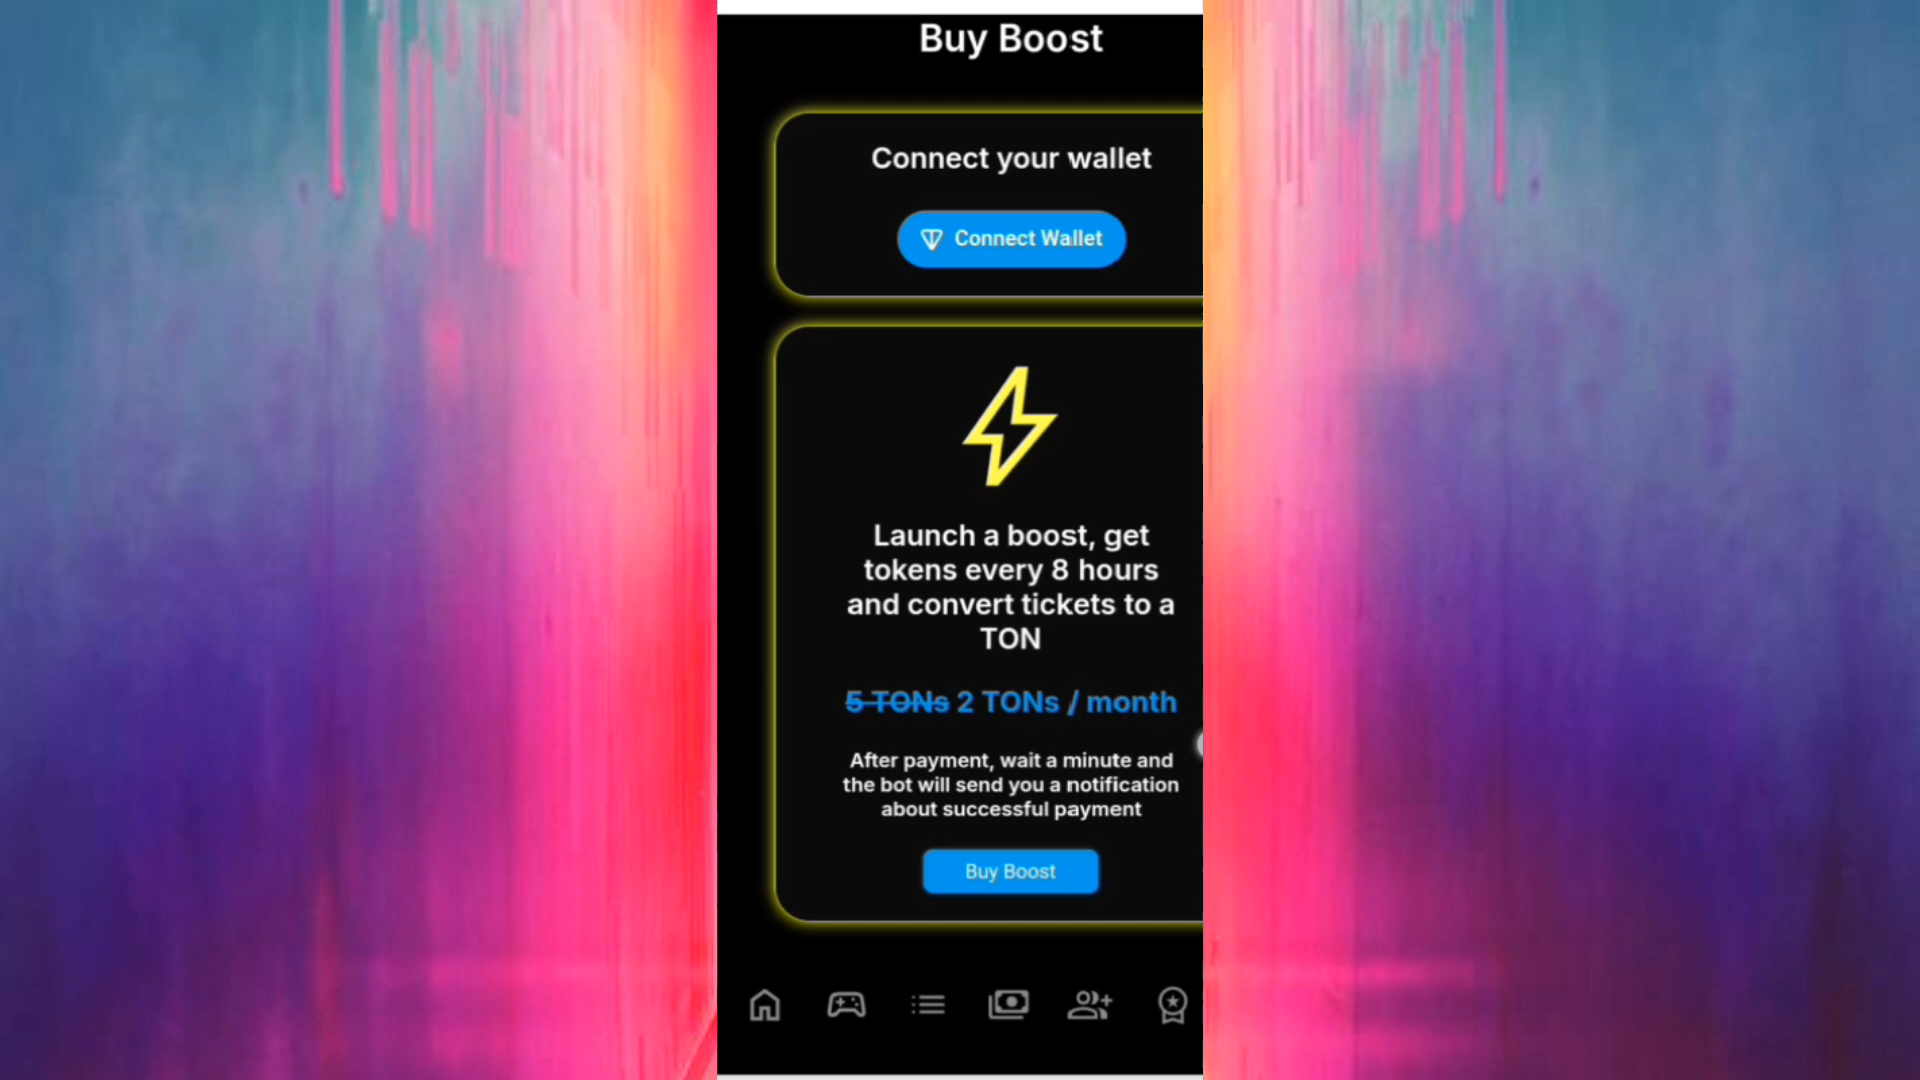 Buy Boost
Connect your wallet
Connect Wallet
Launch a boost, get
tokens every 8 hours
and convert tickets to a
TON
5 TONs 2 TONs / month
After payment, wait a minute and
the bot will send you a notification
about successful payment
Buy Boost